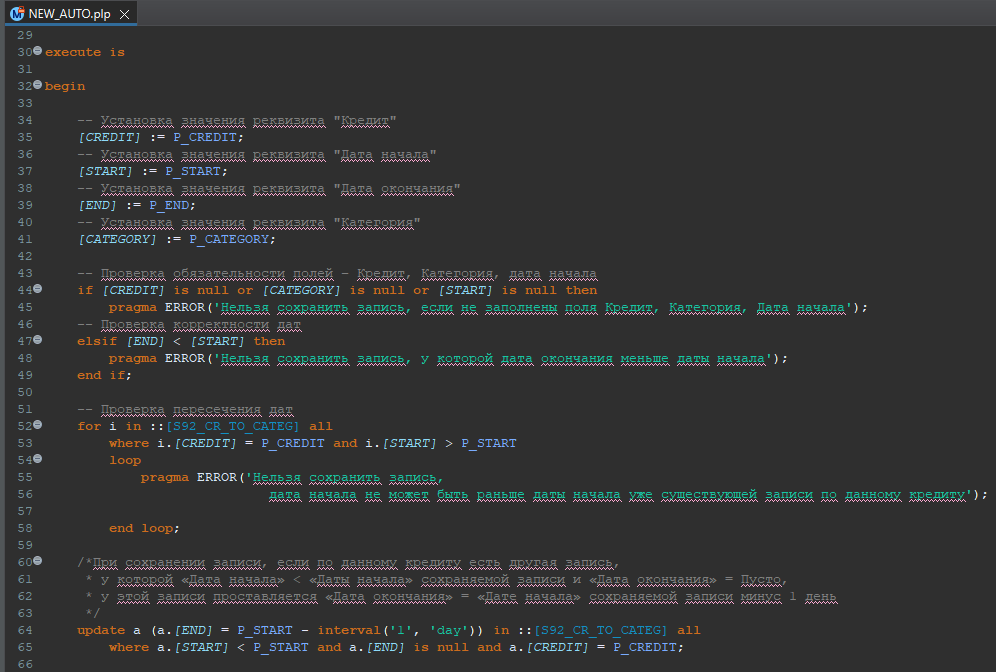 NEW_AUTO.plp
29
30 execute is
31
32 begin
33
34 -- Установка значения реквизита "Кредит"
35 [CREDIT] := P_CREDIT;
36 -- Установка значения реквизита "Дата начала"
37 [START] := P_START;
38 -- Установка значения реквизита "Дата окончания"
39 [END] := P_END;
40 -- Установка значения реквизита "Категория"
41 [CATEGORY] := P_CATEGORY;
42
43 -- Проверка обязательности полей - Кредит, Категория, дата начала
44 if [CREDIT] is null or [CATEGORY] is null or [START] is null then
45 pragma ERROR('Нельзя сохранить запись, если не заполнены поля Кредит, Категория, Дата начала');
46 -- Проверка корректности дат
47 elsif [END] < [START] then
48 pragma ERROR('Нельзя сохранить запись, у которой дата окончания меньше даты начала');
49 end if;
50
51 -- Проверка пересечения дат
52 for i in ::[S92_CR_TO_CATEG] all
53 where i.[CREDIT] = P_CREDIT and i.[START] > P_START
54 loop
55 pragma ERROR('Нельзя сохранить запись,
56 дата начала не может быть раньше даты начала уже существующей записи по данному кредиту');
57
58 end loop;
59
60 /*При сохранении записи, если по данному кредиту есть другая запись,
61 * у которой «Дата начала» < «Даты начала» сохраняемой записи и «Дата окончания» = Пусто,
62 * у этой записи проставляется «Дата окончания» = «Дате начала» сохраняемой записи минус 1 день
63 */
64 update a (a.[END] = P_START - interval('1', 'day')) in ::[S92_CR_TO_CATEG] all
65 where a.[START] < P_START and a.[END] is null and a.[CREDIT] = P_CREDIT;
66